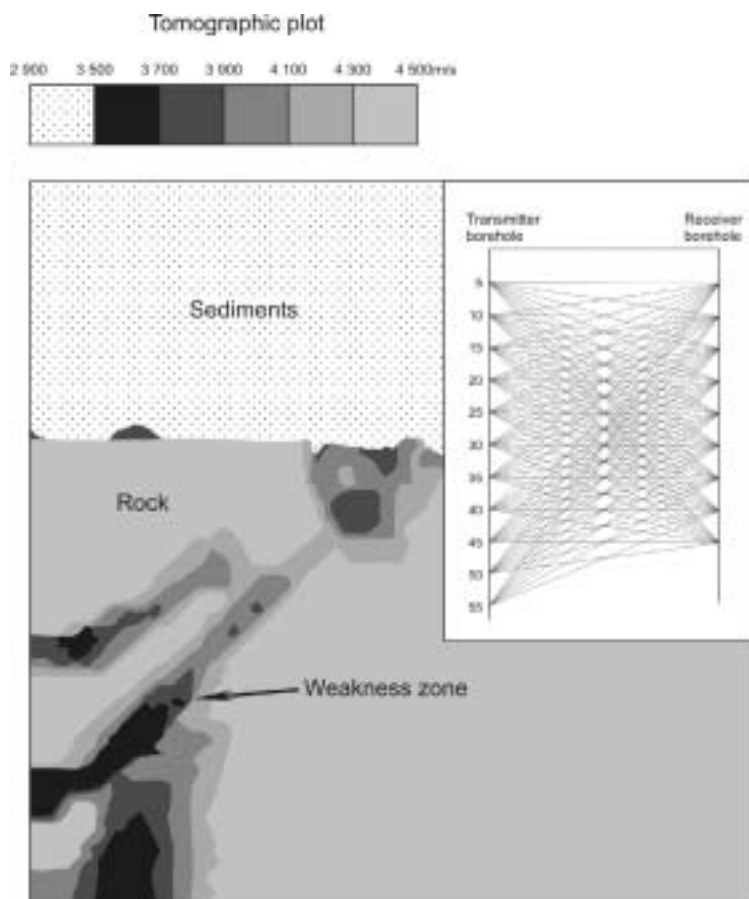 Tomographic plot
2 900 3 500 3 700 3 900 4 100 4 300 4 500m/s
Transmitter borehole
Receiver borehole
Sediments
5
10
15
20
25
30
35
40
45
50
55
Rock
Weakness zone